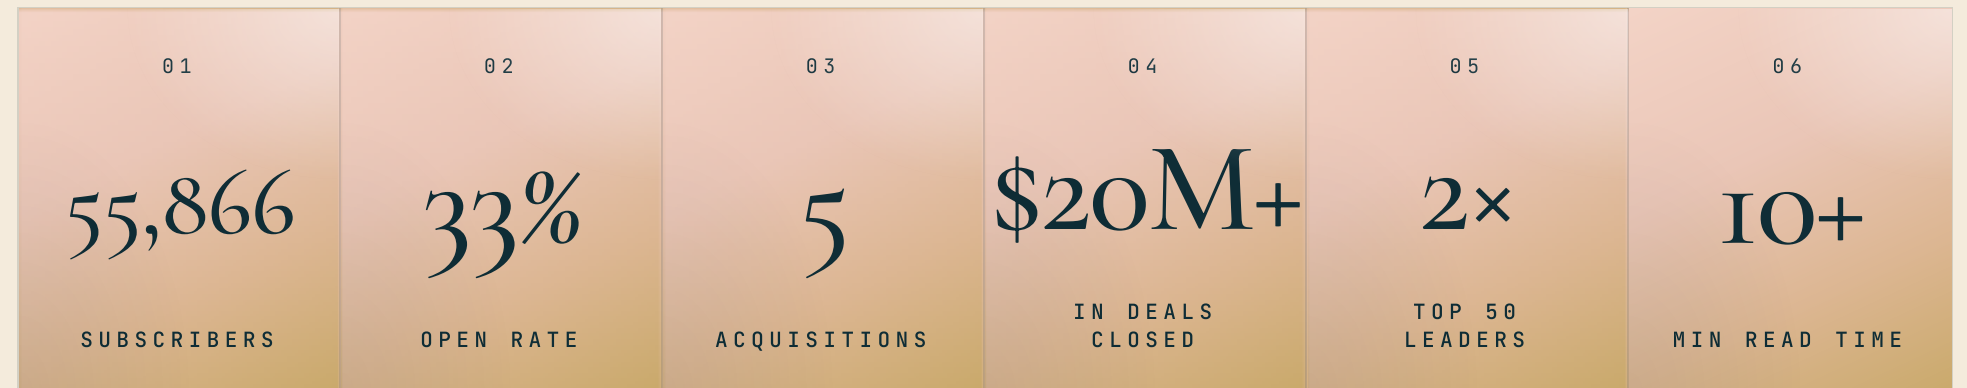 01
55,866
SUBSCRIBERS
02
33%
OPEN RATE
03
5
ACQUISITIONS
04
$20M+
IN DEALS
CLOSED
05
2×
TOP 50
LEADERS
06
10+
MIN READ TIME